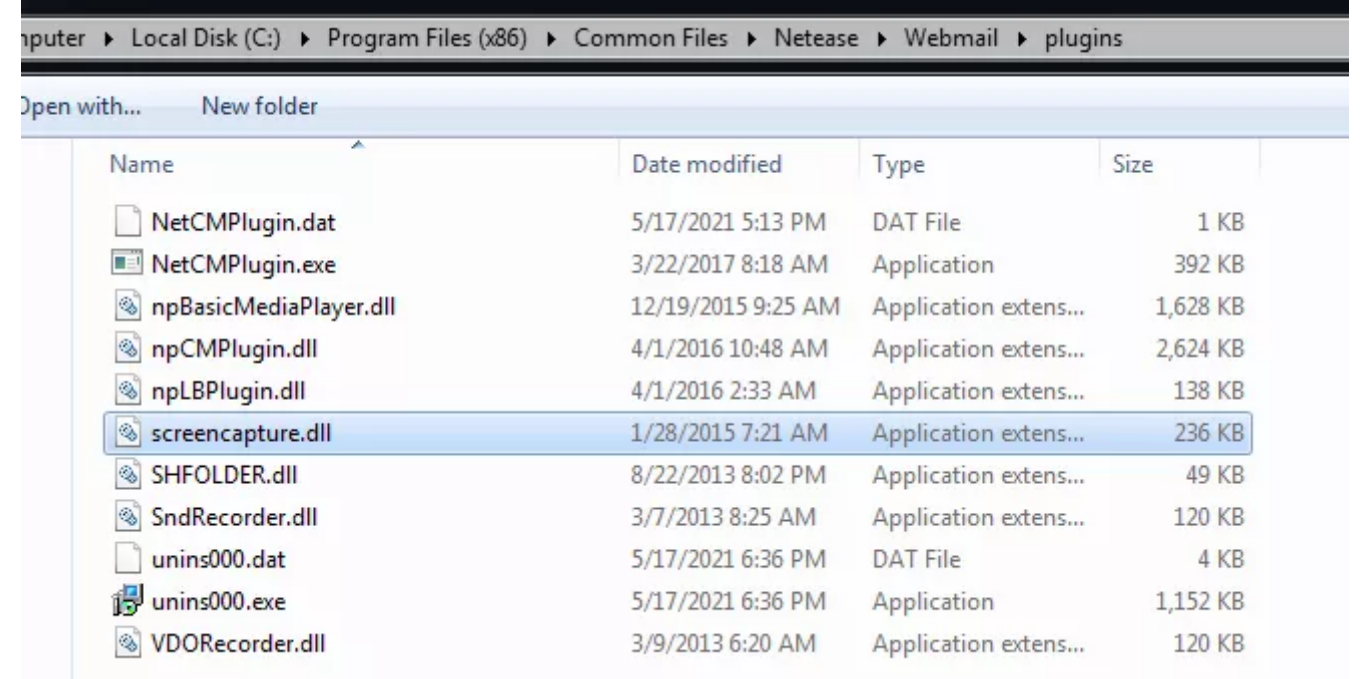 Local Disk (C:) Program Files (x86) Common Files Netease Webmail plugins
with... New folder
Name Date modified Type Size
NetCMPlugin.dat 5/17/2021 5:13 PM DAT File 1 KB
NetCMPlugin.exe 3/22/2017 8:18 AM Application 392 KB
npBasicMediaPlayer.dll 12/19/2015 9:25 AM Application extens... 1,628 KB
npCMPlugin.dll 4/1/2016 10:48 AM Application extens... 2,624 KB
npLBPlugin.dll 4/1/2016 2:33 AM Application extens... 138 KB
screencapture.dll 1/28/2015 7:21 AM Application extens... 236 KB
SHFOLDER.dll 8/22/2013 8:02 PM Application extens... 49 KB
SndRecorder.dll 3/7/2013 8:25 AM Application extens... 120 KB
unins000.dat 5/17/2021 6:36 PM DAT File 4 KB
unins000.exe 5/17/2021 6:36 PM Application 1,152 KB
VDORecorder.dll 3/9/2013 6:20 AM Application extens... 120 KB